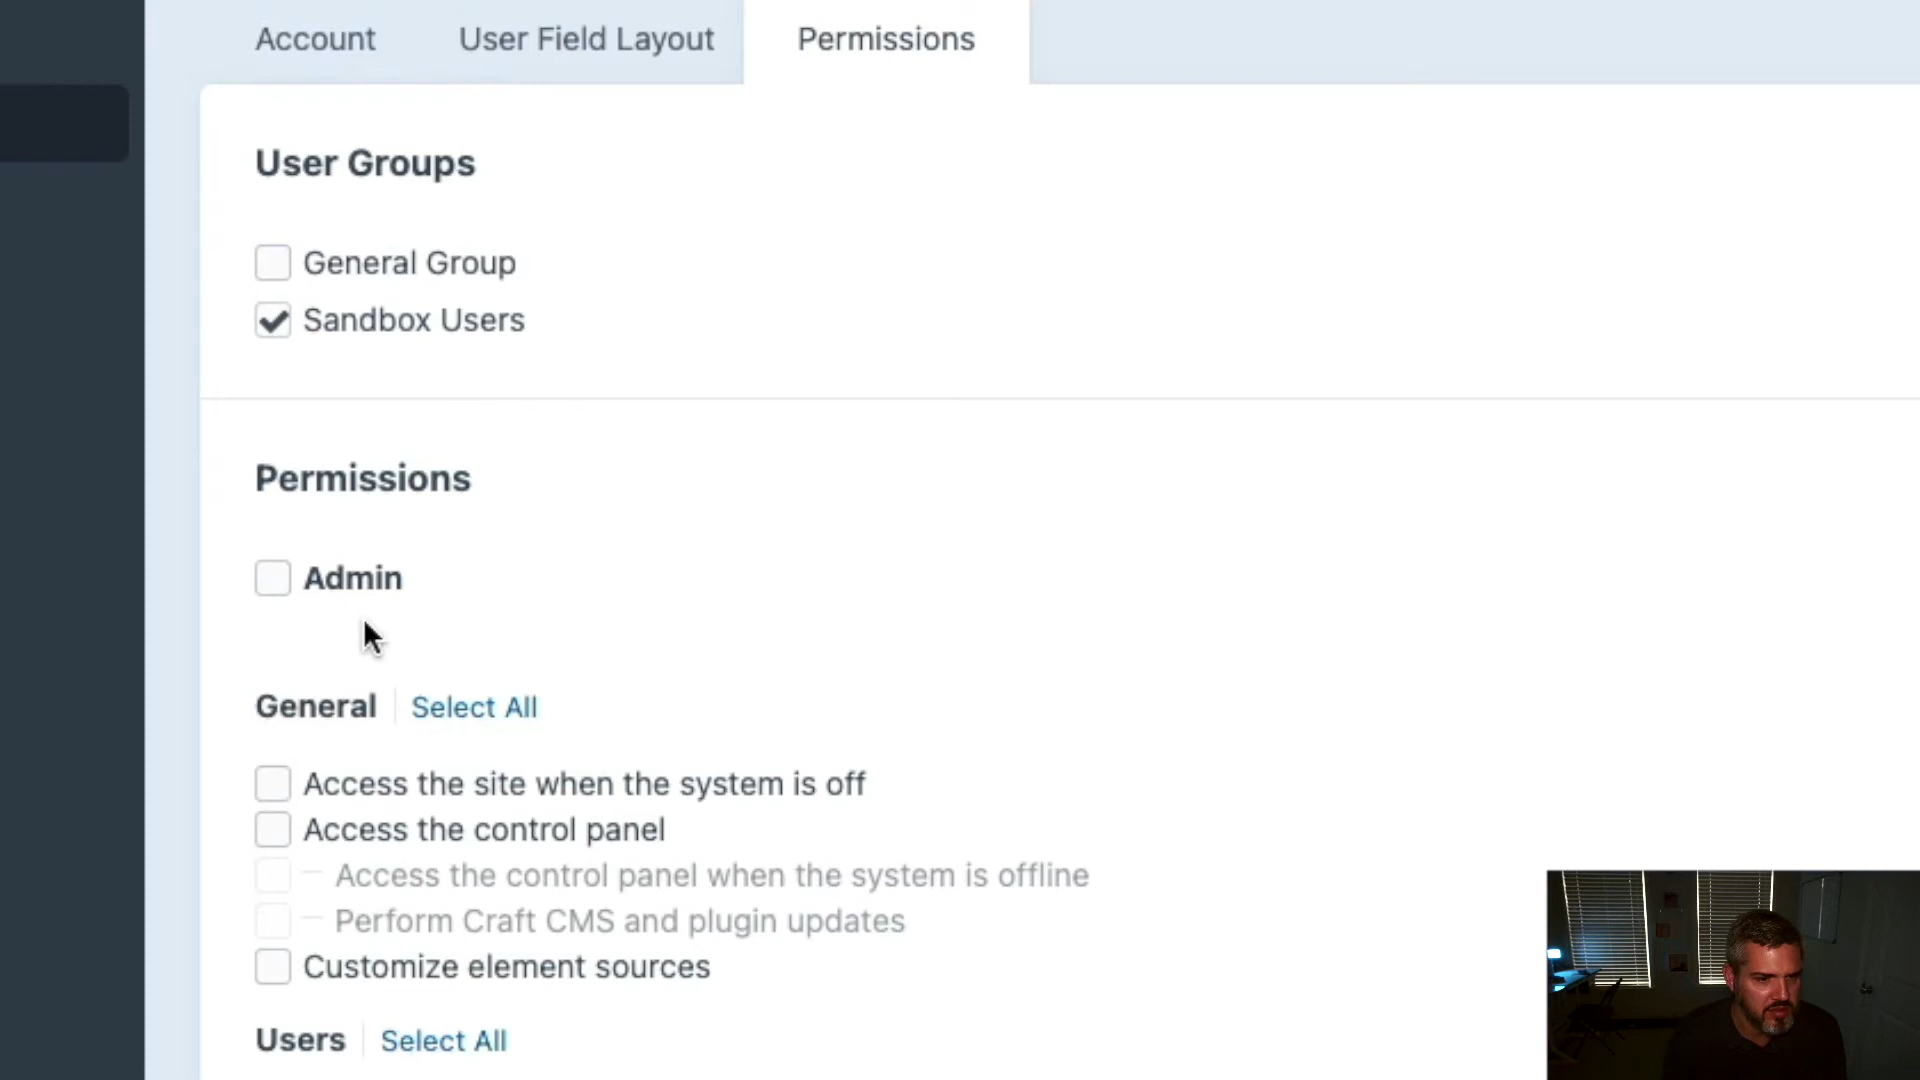 Account
User Field Layout
Permissions
User Groups
General Group
Sandbox Users
Permissions
Admin
General
Select All
Access the site when the system is off
Access the control panel
Access the control panel when the system is offline
Perform Craft CMS and plugin updates
Customize element sources
Users
Select All